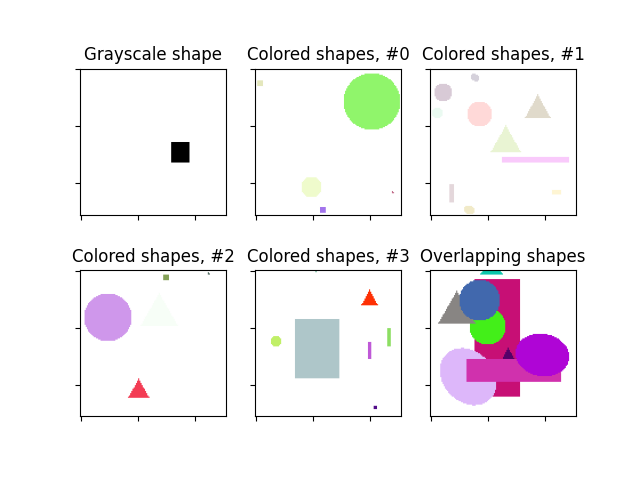 Grayscale shape
Colored shapes, #0
Colored shapes, #1
Colored shapes, #2
Colored shapes, #3
Overlapping shapes